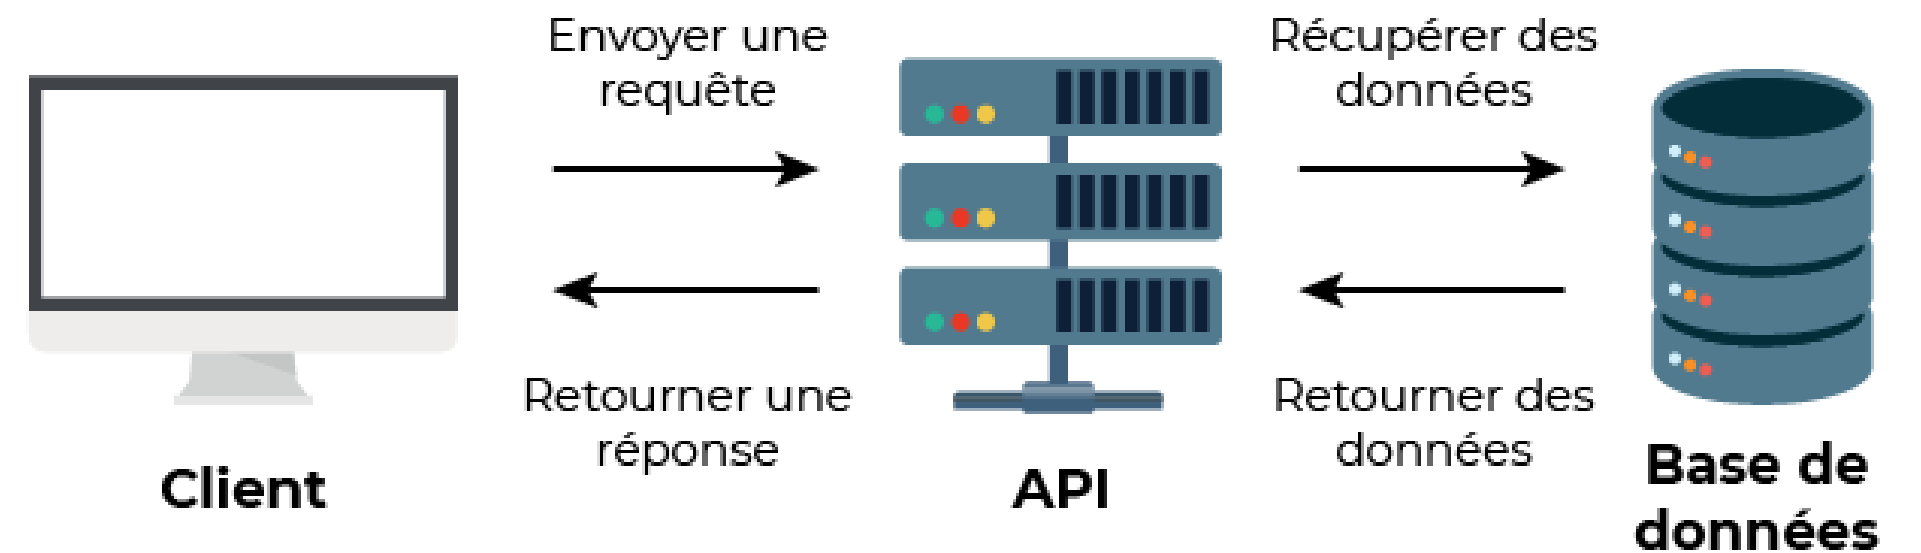 Envoyer une
requête
Récupérer des
données
Retourner une
réponse
Retourner des
données
Client
API
Base de
données